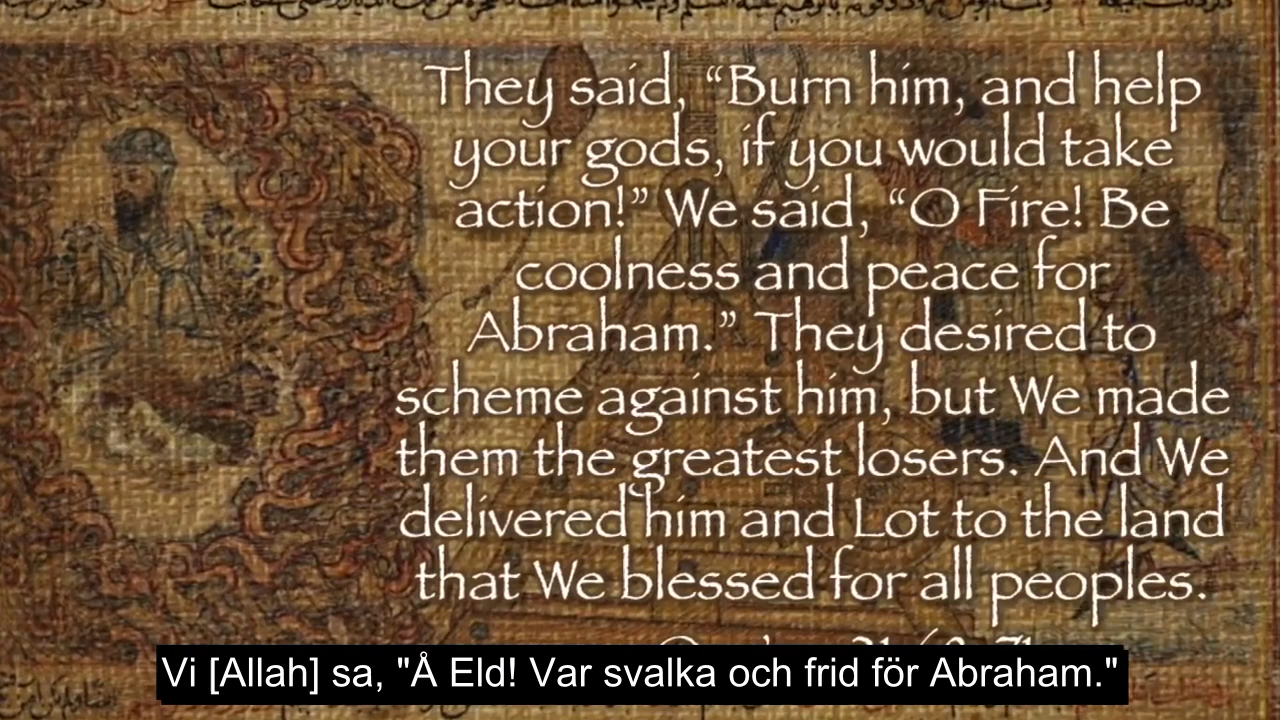 They said, “Burn him, and help
your gods, if you would take
action!” We said, “O Fire! Be
coolness and peace for
Abraham.” They desired to
scheme against him, but We made
them the greatest losers. And We
delivered him and Lot to the land
that We blessed for all peoples.
Vi [Allah] sa, "Å Eld! Var svalka och frid för Abraham."